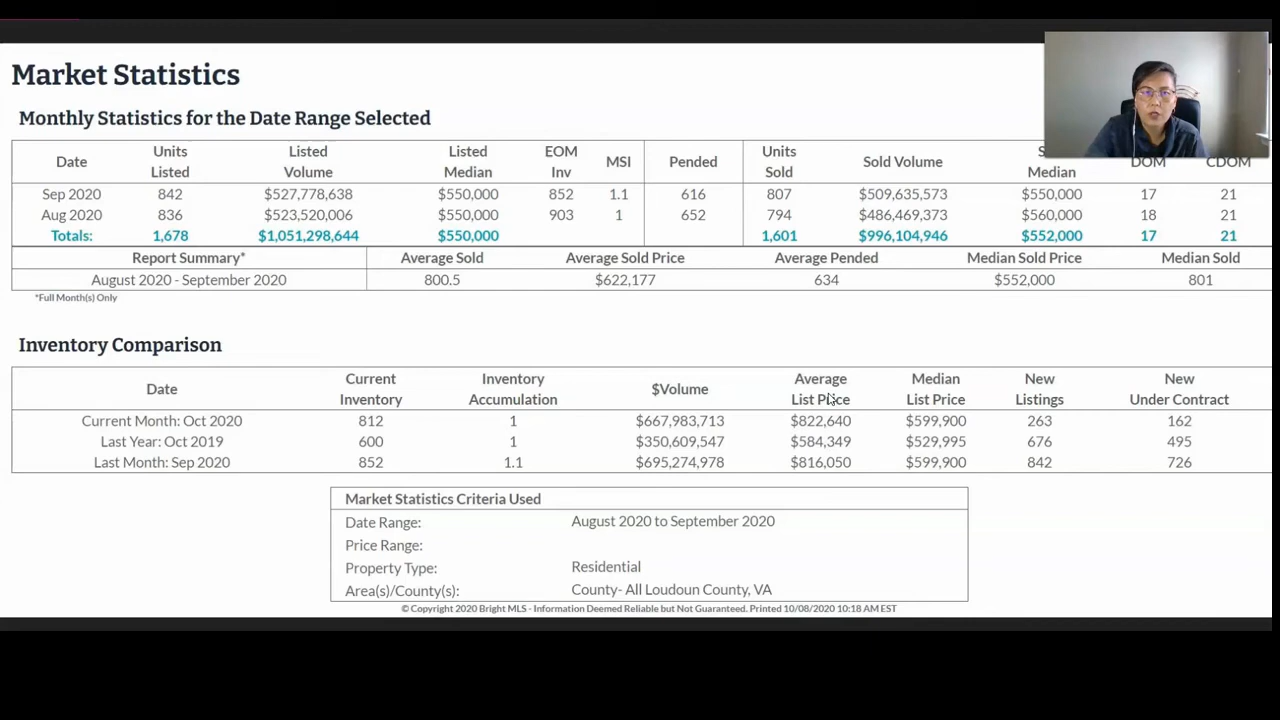 Market Statistics
Monthly Statistics for the Date Range Selected
Date Units Listed Listed Volume Listed Median EOM Inv MSI Pended Units Sold Sold Volume Median DOM CDOM
Sep 2020 842 $527,778,638 $550,000 852 1.1 616 807 $509,635,573 $550,000 17 21
Aug 2020 836 $523,520,006 $550,000 903 1 652 794 $486,469,373 $560,000 18 21
Totals: 1,678 $1,051,298,644 $550,000 1,601 $996,104,946 $552,000 17 21
Report Summary* Average Sold Average Sold Price Average Pended Median Sold Price Median Sold
August 2020 - September 2020 800.5 $622,177 634 $552,000 801
*Full Month(s) Only
Inventory Comparison
Date Current Inventory Inventory Accumulation $Volume Average List Price Median List Price New Listings New Under Contract
Current Month: Oct 2020 812 1 $667,983,713 $822,640 $599,900 263 162
Last Year: Oct 2019 600 1 $350,609,547 $584,349 $529,995 676 495
Last Month: Sep 2020 852 1.1 $695,274,978 $816,050 $599,900 842 726
Market Statistics Criteria Used
Date Range: August 2020 to September 2020
Price Range:
Property Type: Residential
Area(s)/County(s): County- All Loudoun County, VA
© Copyright 2020 Bright MLS - Information Deemed Reliable but Not Guaranteed. Printed 10/08/2020 10:18 AM EST